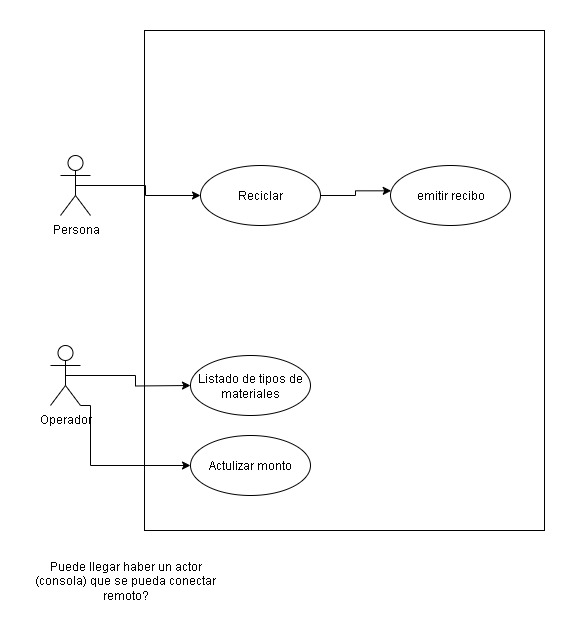 Reciclar
emitir recibo
Persona
Listado de tipos de
materiales
Operador
Actulizar monto
Puede llegar haber un actor
(consola) que se pueda conectar
remoto?